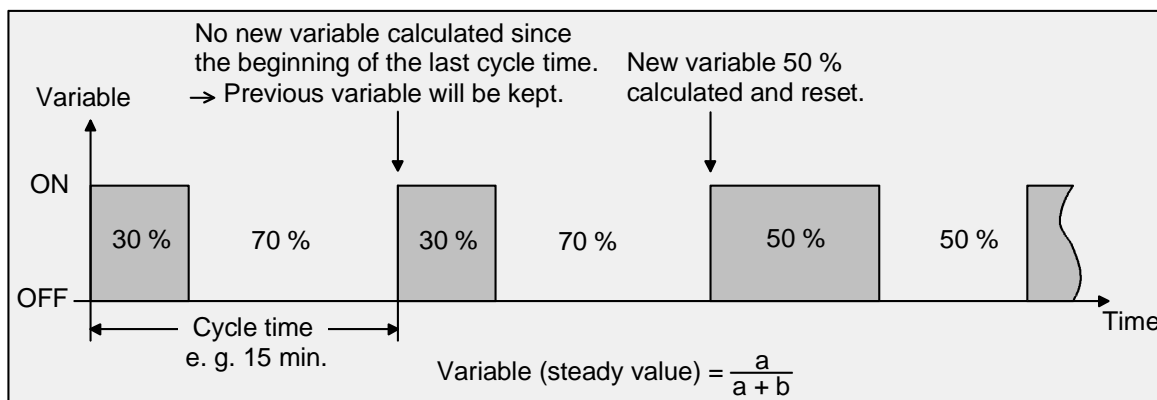 No new variable calculated since
the beginning of the last cycle time.
→ Previous variable will be kept.
New variable 50 %
calculated and reset.
Variable
ON
30 %
70 %
30 %
70 %
50 %
50 %
OFF
Time
Cycle time
e. g. 15 min.
Variable (steady value) = a / a + b